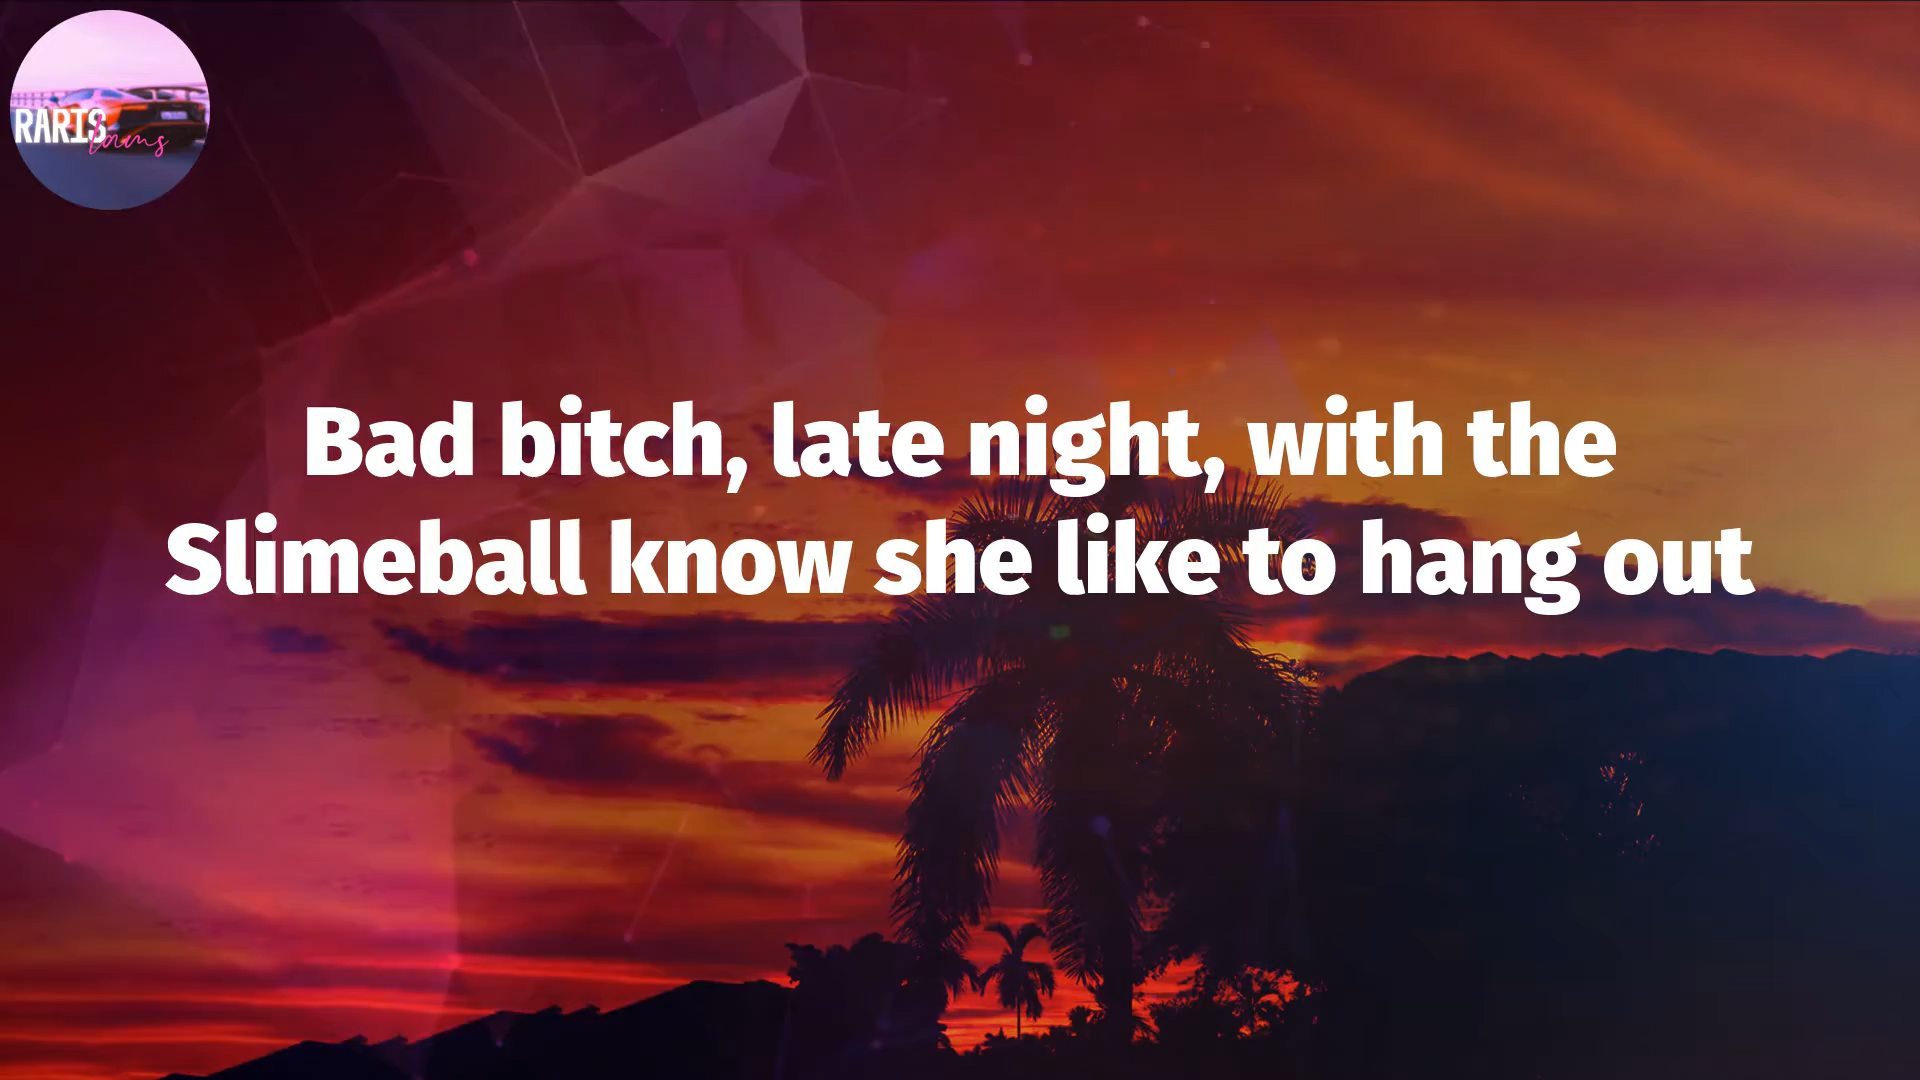 RARIS
Bad bitch, late night, with the
Slimeball know she like to hang out